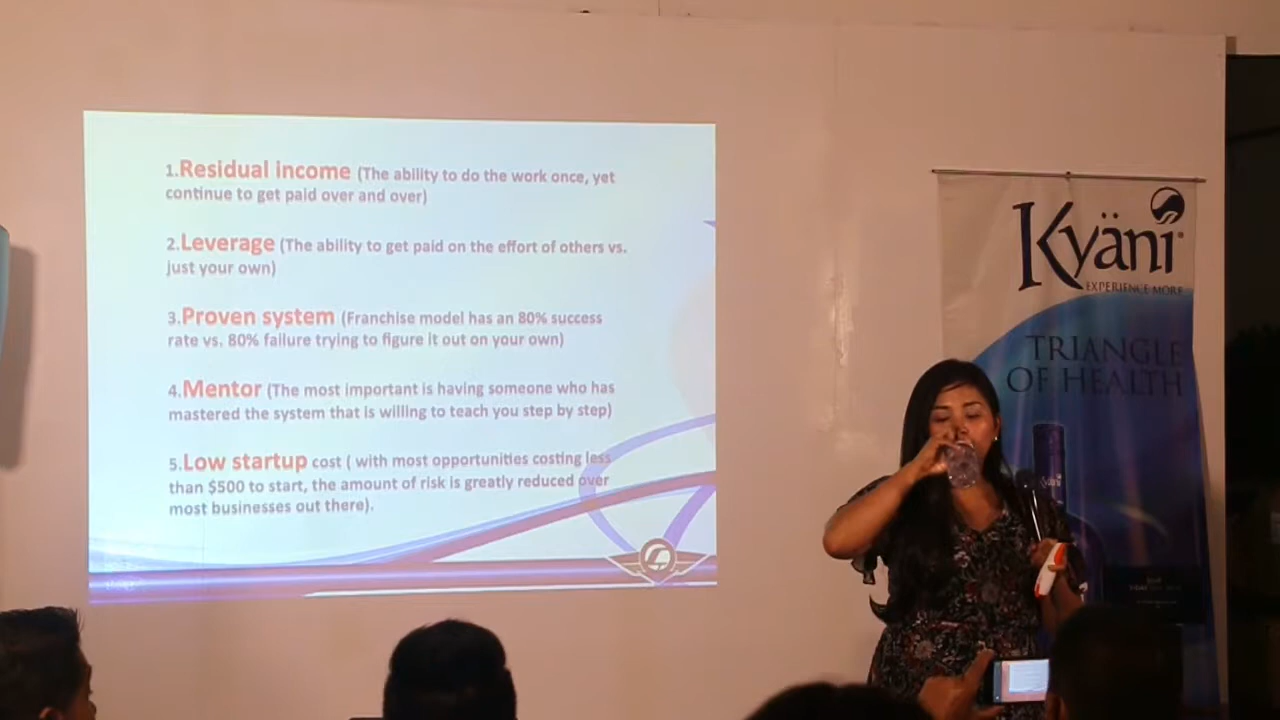 1.Residual income (The ability to do the work once, yet
continue to get paid over and over)
2.Leverage (The ability to get paid on the effort of others vs.
just your own)
3.Proven system (Franchise model has an 80% success
rate vs. 80% failure trying to figure it out on your own)
4.Mentor (The most important is having someone who has
mastered the system that is willing to teach you step by step)
5.Low startup cost ( with most opportunities costing less
than $500 to start, the amount of risk is greatly reduced over
most businesses out there).
Kyäni®
EXPERIENCE MORE
TRIANGLE
OF HEALTH
Kyäni